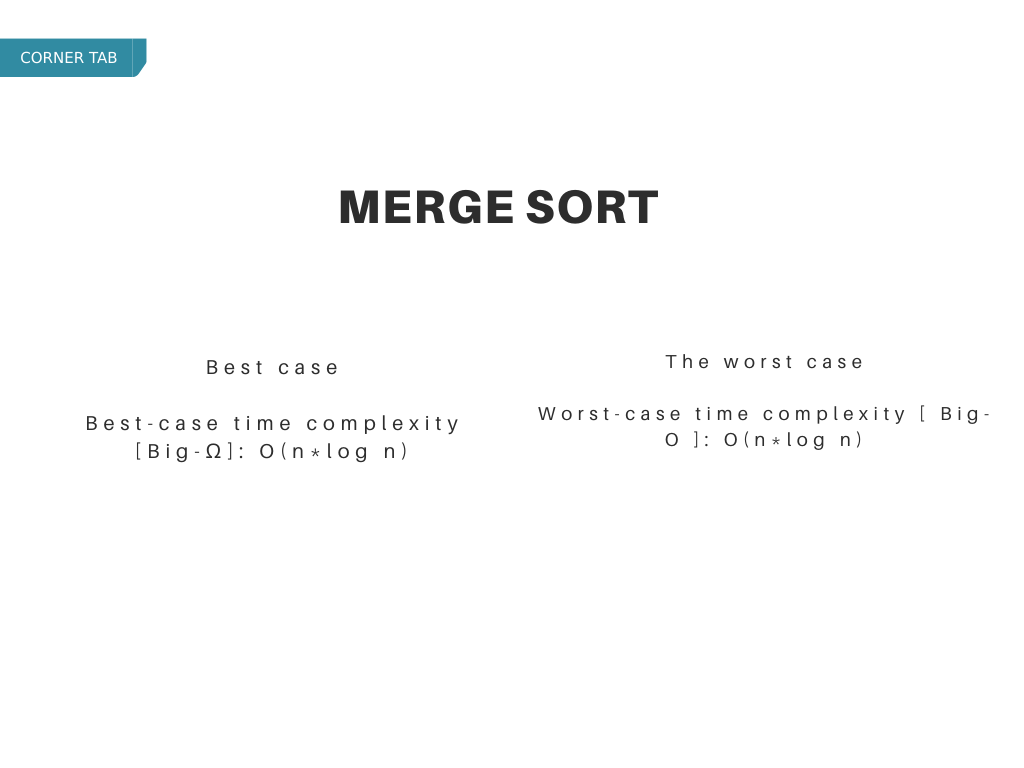 CORNER TAB
MERGE SORT
Best case
Best-case time complexity
[Big-Ω]: O(n*log n)
The worst case
Worst-case time complexity [ Big-
O ]: O(n*log n)